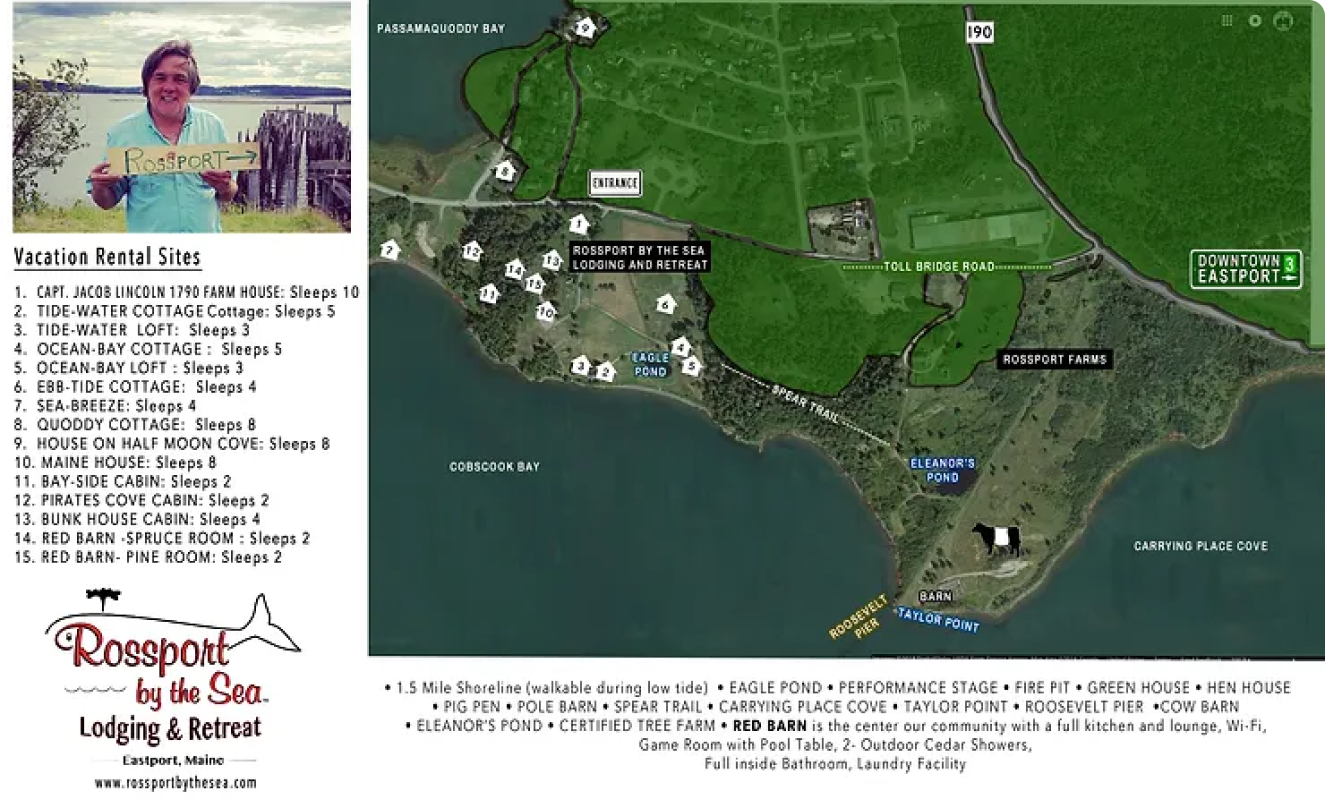 ROSSPORT→
Vacation Rental Sites
1. CAPT. JACOB LINCOLN 1790 FARM HOUSE: Sleeps 10
2. TIDE-WATER COTTAGE Cottage: Sleeps 5
3. TIDE-WATER LOFT: Sleeps 3
4. OCEAN-BAY COTTAGE : Sleeps 5
5. OCEAN-BAY LOFT : Sleeps 3
6. EBB-TIDE COTTAGE: Sleeps 4
7. SEA-BREEZE: Sleeps 4
8. QUODDY COTTAGE: Sleeps 8
9. HOUSE ON HALF MOON COVE: Sleeps 8
10. MAINE HOUSE: Sleeps 8
11. BAY-SIDE CABIN: Sleeps 2
12. PIRATES COVE CABIN: Sleeps 2
13. BUNK HOUSE CABIN: Sleeps 4
14. RED BARN -SPRUCE ROOM : Sleeps 2
15. RED BARN- PINE ROOM: Sleeps 2
Rossport
by the Sea
Lodging & Retreat
Eastport, Maine
www.rossportbythesea.com
PASSAMAQUODDY BAY
9
190
8
ENTRANCE
1
7
12
13
14
15
11
10
ROSSPORT BY THE SEA
LODGING AND RETREAT
TOLL BRIDGE ROAD
DOWNTOWN 3
EASTPORT
6
4
5
3
2
EAGLE
POND
ROSSPORT FARMS
SPEAR TRAIL
COBSCOOK BAY
ELEANOR'S
POND
CARRYING PLACE COVE
BARN
ROOSEVELT
PIER
TAYLOR POINT
• 1.5 Mile Shoreline (walkable during low tide) • EAGLE POND • PERFORMANCE STAGE • FIRE PIT • GREEN HOUSE • HEN HOUSE
• PIG PEN • POLE BARN • SPEAR TRAIL • CARRYING PLACE COVE • TAYLOR POINT • ROOSEVELT PIER •COW BARN
• ELEANOR'S POND • CERTIFIED TREE FARM • RED BARN is the center our community with a full kitchen and lounge, Wi-Fi,
Game Room with Pool Table, 2- Outdoor Cedar Showers,
Full inside Bathroom, Laundry Facility